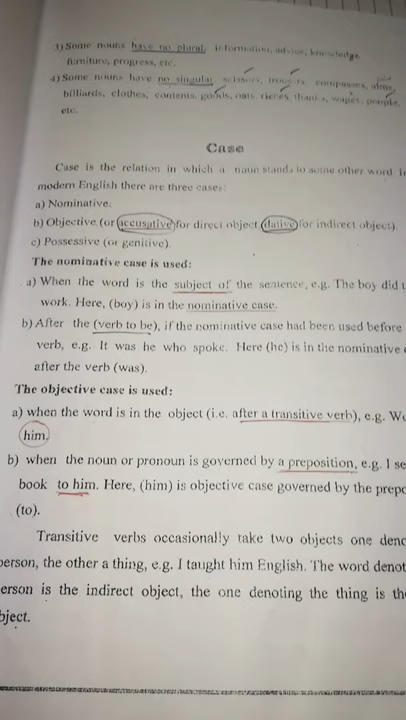 3) Some nouns have no plural, information, advice, knowledge,
furniture, progress, etc.
4) Some nouns have no singular, scissors, trousers, compasses, alms,
billiards, clothes, contents, goods, oats, riches, thanks, wages, people,
etc.
Case
Case is the relation in which a noun stands to some other word. In
modern English there are three cases:
a) Nominative.
b) Objective (or accusative) for direct object (dative) for indirect object).
c) Possessive (or genitive).
The nominative case is used:
a) When the word is the subject of the sentence, e.g. The boy did
work. Here, (boy) is in the nominative case.
b) After the (verb to be), if the nominative case had been used before
verb, e.g. It was he who spoke. Here (he) is in the nominative
after the verb (was).
The objective case is used:
a) when the word is in the object (i.e. after a transitive verb), e.g. We
him.
b) when the noun or pronoun is governed by a preposition, e.g. I se
book to him. Here, (him) is objective case governed by the prepo
(to).
Transitive verbs occasionally take two objects one deno
person, the other a thing, e.g. I taught him English. The word denot
erson is the indirect object, the one denoting the thing is the
bject.